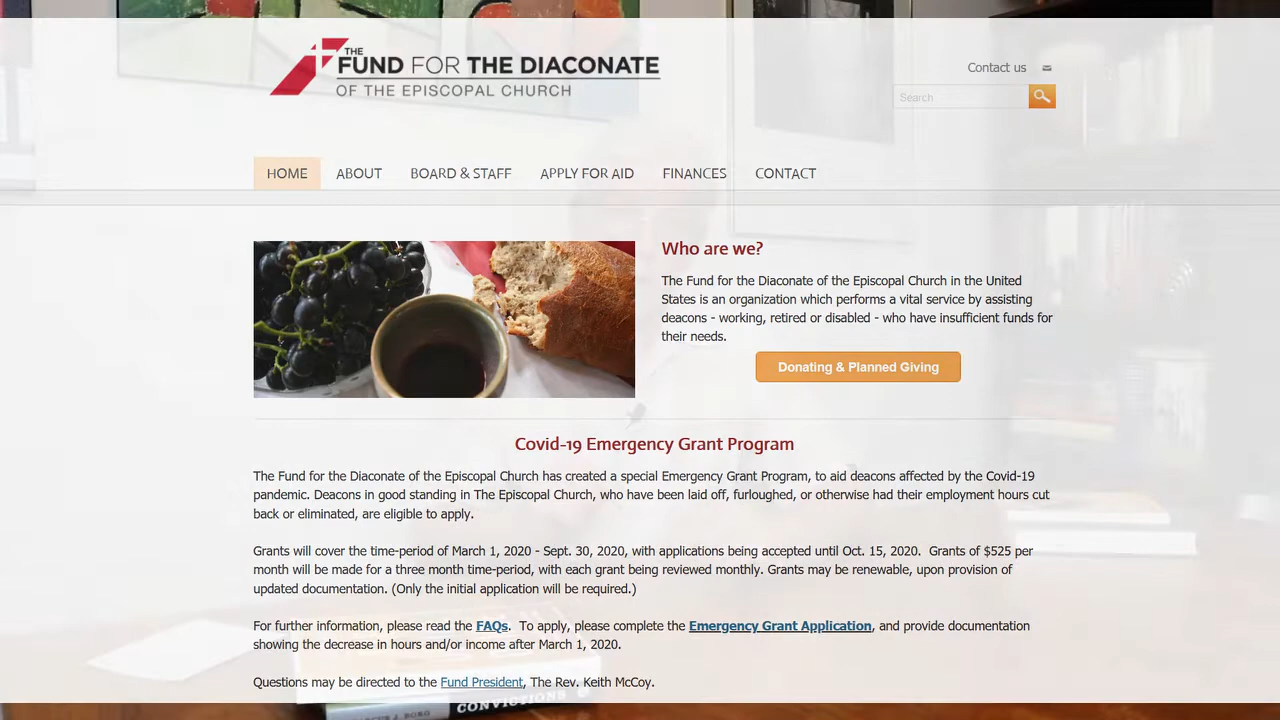 THE
FUND FOR THE DIACONATE
OF THE EPISCOPAL CHURCH
Contact us
Search
HOME ABOUT BOARD & STAFF APPLY FOR AID FINANCES CONTACT
Who are we?
The Fund for the Diaconate of the Episcopal Church in the United
States is an organization which performs a vital service by assisting
deacons - working, retired or disabled - who have insufficient funds for
their needs.
Donating & Planned Giving
Covid-19 Emergency Grant Program
The Fund for the Diaconate of the Episcopal Church has created a special Emergency Grant Program, to aid deacons affected by the Covid-19
pandemic. Deacons in good standing in The Episcopal Church, who have been laid off, furloughed, or otherwise had their employment hours cut
back or eliminated, are eligible to apply.
Grants will cover the time-period of March 1, 2020 - Sept. 30, 2020, with applications being accepted until Oct. 15, 2020. Grants of $525 per
month will be made for a three month time-period, with each grant being reviewed monthly. Grants may be renewable, upon provision of
updated documentation. (Only the initial application will be required.)
For further information, please read the FAQs. To apply, please complete the Emergency Grant Application, and provide documentation
showing the decrease in hours and/or income after March 1, 2020.
Questions may be directed to the Fund President, The Rev. Keith McCoy.
CONVICTIONS
MARCUS J. BORG